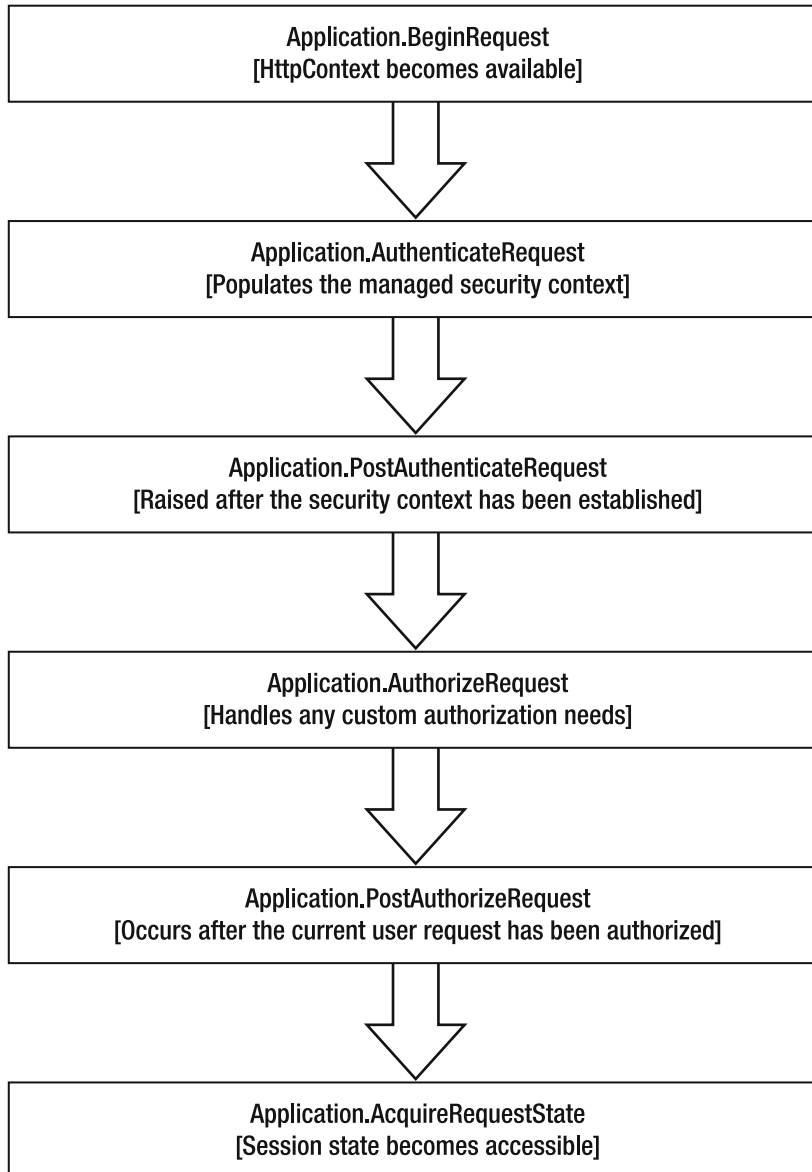 Application.BeginRequest
[HttpContext becomes available]
Application.AuthenticateRequest
[Populates the managed security context]
Application.PostAuthenticateRequest
[Raised after the security context has been established]
Application.AuthorizeRequest
[Handles any custom authorization needs]
Application.PostAuthorizeRequest
[Occurs after the current user request has been authorized]
Application.AcquireRequestState
[Session state becomes accessible]